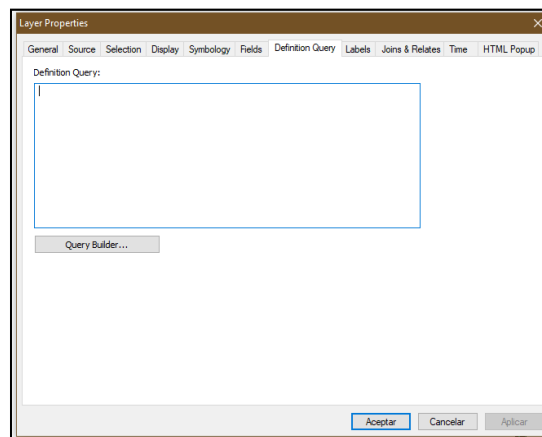 Layer Properties
General Source Selection Display Symbology Fields Definition Query Labels Joins & Relates Time HTML Popup
Definition Query:
Query Builder...
Aceptar Cancelar Aplicar